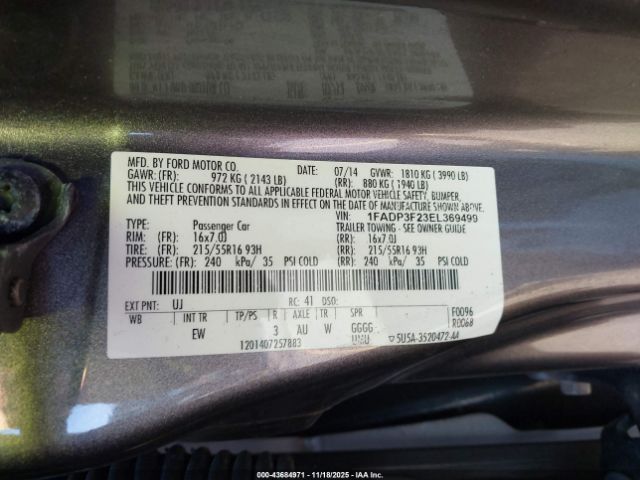 MFD. BY FORD MOTOR CO. DATE: 07/14 GVWR: 1810 KG ( 3990 LB)
GAWR: (FR) 972 KG ( 2143 LB) (RR) 880 KG ( 1940 LB)
THIS VEHICLE CONFORMS TO ALL APPLICABLE FEDERAL MOTOR VEHICLE SAFETY, BUMPER,
AND THEFT PREVENTION STANDARDS IN EFFECT ON THE DATE OF MANUFACTURE SHOWN ABOVE.
VIN: 1FADP3F23EL369499
TYPE: Passenger Car TRAILER TOWING - SEE OWNER GUIDE
RIM: (FR) 16x7.0J (RR) 16x7.0J
TIRE: (FR) 215/55R16 93H (RR) 215/55R16 93H
PRESSURE: (FR) 240 kPa/ 35 PSI COLD (RR) 240 kPa/ 35 PSI COLD
EXT PNT: UJ RC: 41 DSO: F0096
WB INT TR TP/PS R AXLE TR SPR R0068
EW 3 AU W GGGG
UUUU
1201407257883 5U5A-3520472-AA
000-43684971 - 11/18/2025 - IAAI.COM